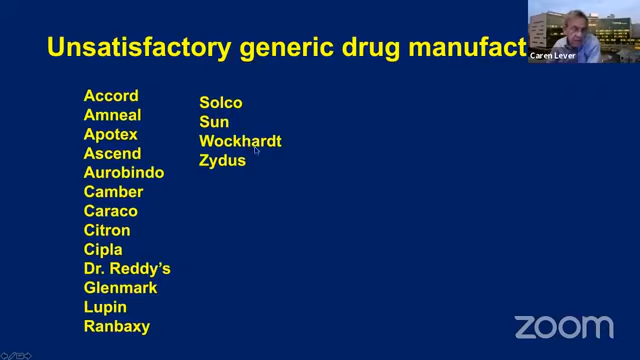 Unsatisfactory generic drug manufact
Caren Lever
Accord
Amneal
Apotex
Ascend
Aurobindo
Camber
Caraco
Citron
Cipla
Dr. Reddy's
Glenmark
Lupin
Ranbaxy
Solco
Sun
Wockhardt
Zydus
zoom